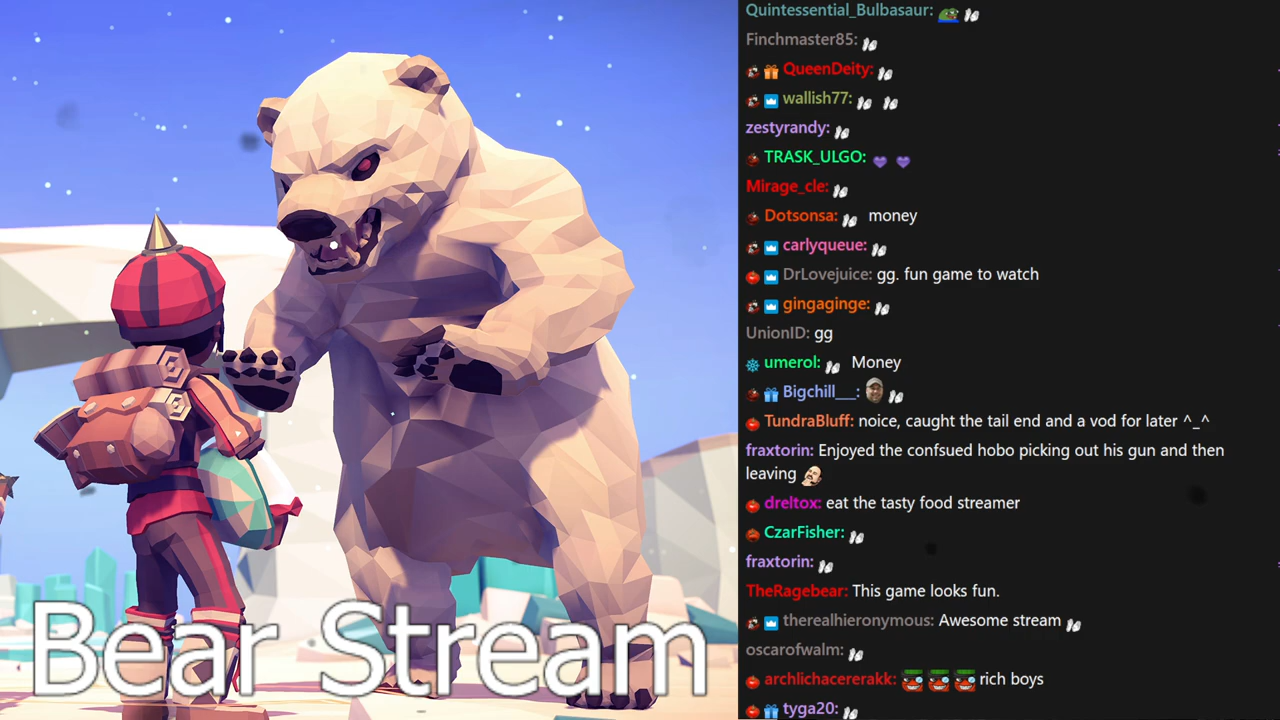 Quintessential_Bulbasaur:
Finchmaster85:
QueenDeity:
wallish77:
zestyrandy:
TRASK_ULGO:
Mirage_cle:
Dotsonsa: money
carlyqueue:
DrLovejuice: gg. fun game to watch
gingaginge:
UnionID: gg
umerol: Money
Bigchill___:
TundraBluff: noice, caught the tail end and a vod for later ^_^
fraxtorin: Enjoyed the confsued hobo picking out his gun and then
leaving
dreltox: eat the tasty food streamer
CzarFisher:
fraxtorin:
TheRagebear: This game looks fun.
therealhieronymous: Awesome stream
oscarofwalm:
archlichacererakk: rich boys
tyga20:
Bear Stream